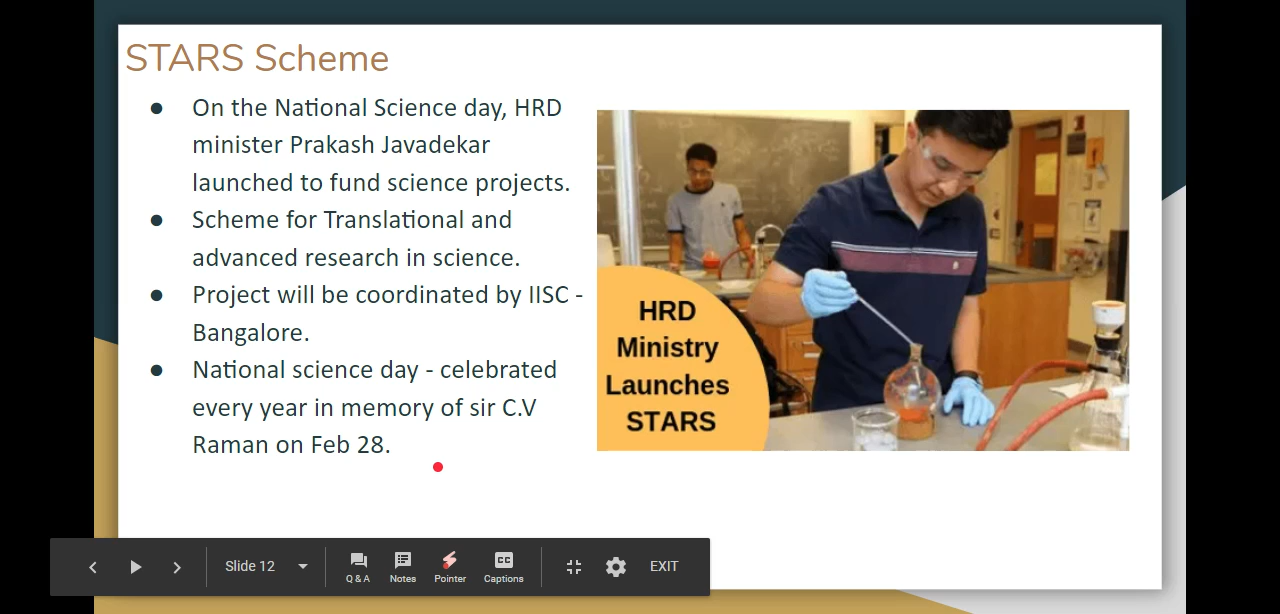 STARS Scheme
● On the National Science day, HRD
minister Prakash Javadekar
launched to fund science projects.
● Scheme for Translational and
advanced research in science.
● Project will be coordinated by IISC -
Bangalore.
● National science day - celebrated
every year in memory of sir C.V
Raman on Feb 28.
HRD
Ministry
Launches
STARS
Slide 12
Q & A
Notes
Pointer
CC
Captions
EXIT